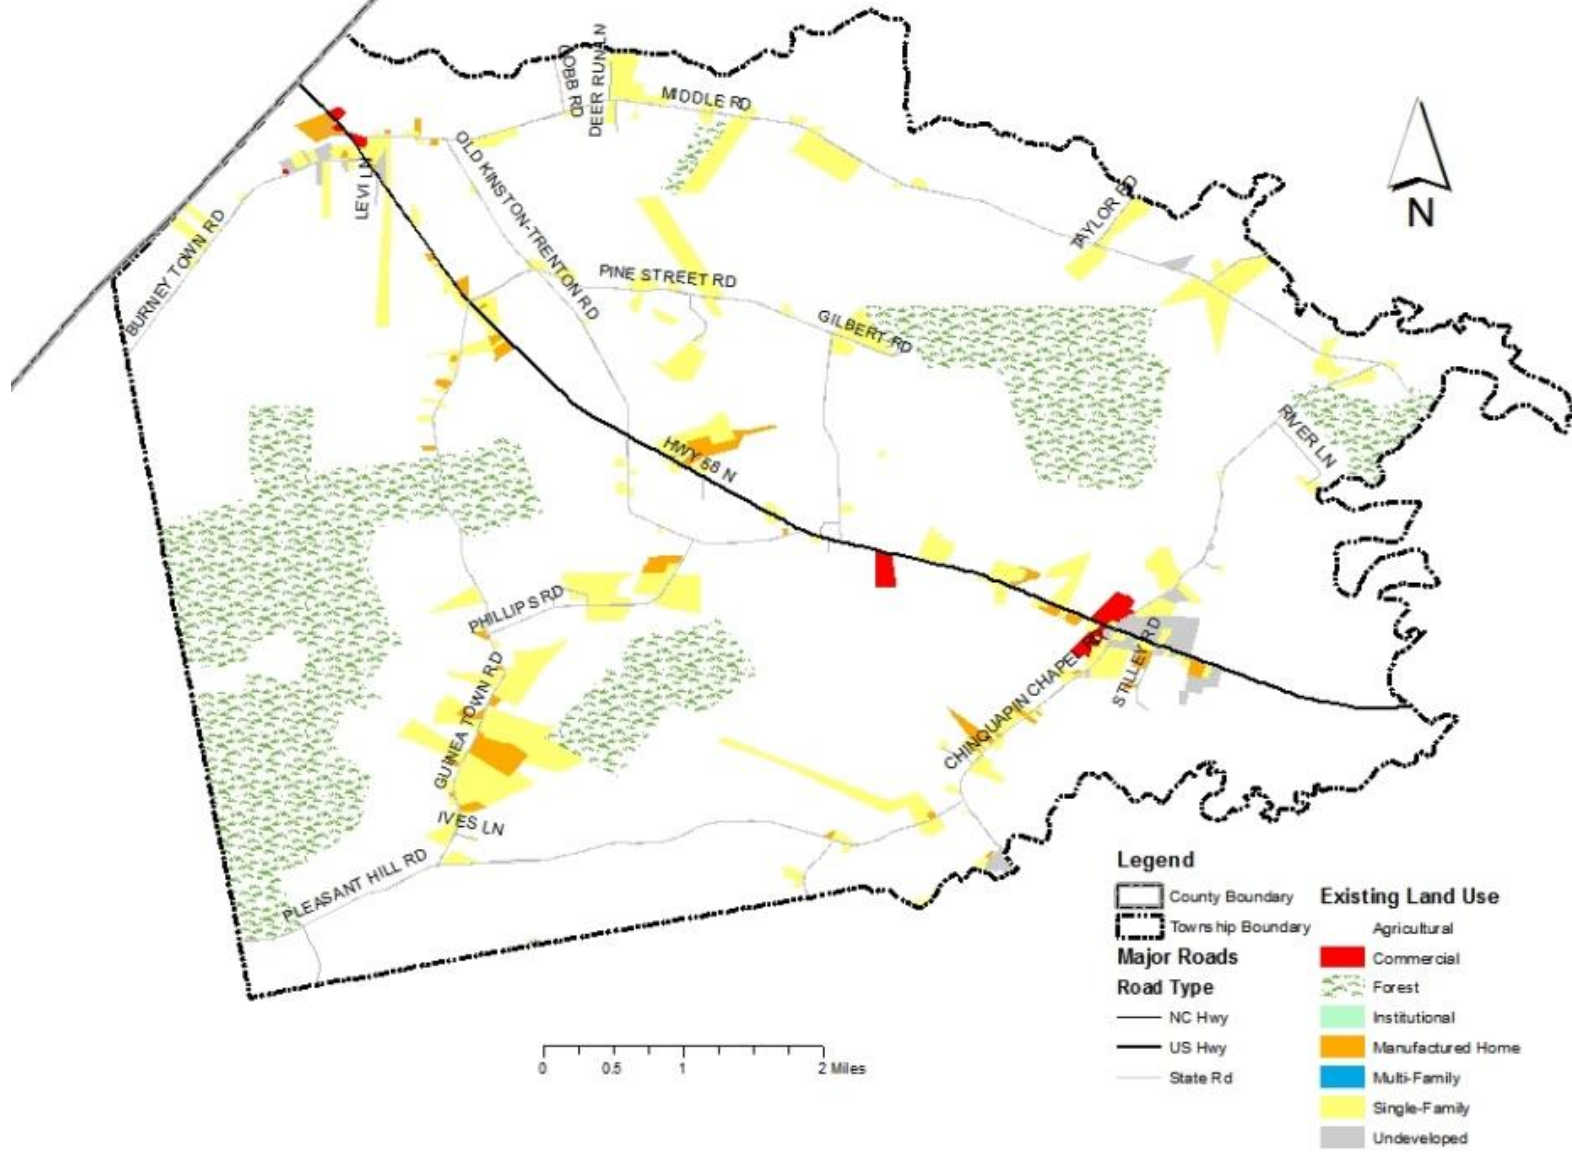 COBB RD
DEER RUN LN
MIDDLE RD
OLD KINSTON-TRENTON RD
LEVI LN
BURNEY TOWN RD
TAYLOR RD
N
PINE STREET RD
GILBERT RD
RIVER LN
HWY 58 N
PHILLIPS RD
GUINEA TOWN RD
IVES LN
PLEASANT HILL RD
CHINQUAPIN CHAPEL RD
STILLEY RD
Legend
County Boundary
Township Boundary
Major Roads
Road Type
NC Hwy
US Hwy
State Rd
Existing Land Use
Agricultural
Commercial
Forest
Institutional
Manufactured Home
Multi-Family
Single-Family
Undeveloped
0 0.5 1 2 Miles